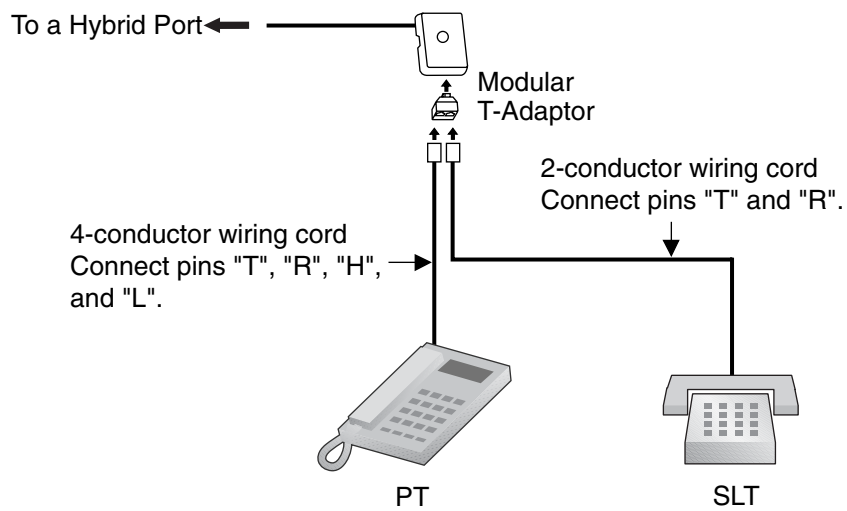 To a Hybrid Port
Modular
T-Adaptor
2-conductor wiring cord
Connect pins "T" and "R".
4-conductor wiring cord
Connect pins "T", "R", "H",
and "L".
PT
SLT